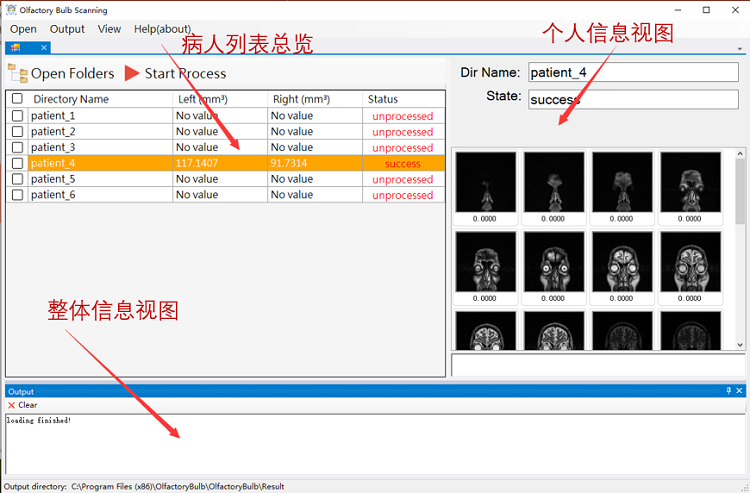 Olfactory Bulb Scanning
Open Output View Help(about)
病人列表总览
个人信息视图
Open Folders Start Process
Dir Name: patient_4
State: success
Directory Name Left (mm³) Right (mm³) Status
patient_1 No value No value unprocessed
patient_2 No value No value unprocessed
patient_3 No value No value unprocessed
patient_4 117.1407 91.7314 success
patient_5 No value No value unprocessed
patient_6 No value No value unprocessed
0.0000 0.0000 0.0000 0.0000
0.0000 0.0000 0.0000 0.0000
整体信息视图
Output
Clear
loading finished!
Output directory: C:\Program Files (x86)\OlfactoryBulb\OlfactoryBulb\Result